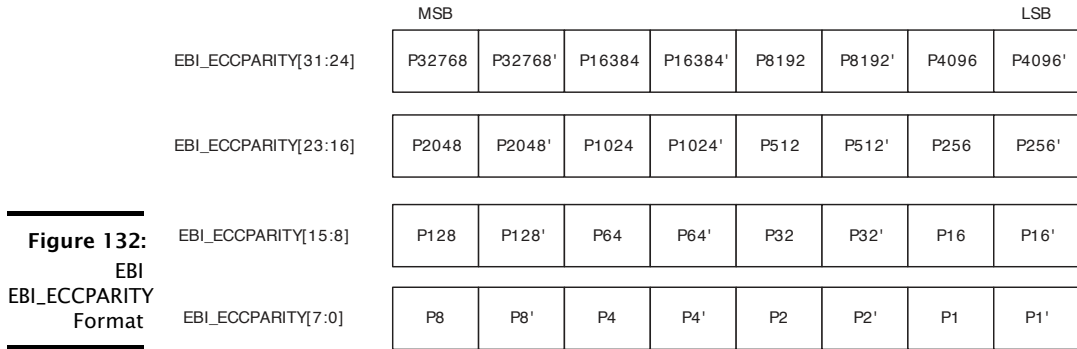 MSB LSB
EBI_ECCPARITY[31:24] P32768 P32768' P16384 P16384' P8192 P8192' P4096 P4096'
EBI_ECCPARITY[23:16] P2048 P2048' P1024 P1024' P512 P512' P256 P256'
EBI_ECCPARITY[15:8] P128 P128' P64 P64' P32 P32' P16 P16'
EBI_ECCPARITY[7:0] P8 P8' P4 P4' P2 P2' P1 P1'
Figure 132:
EBI
EBI_ECCPARITY
Format